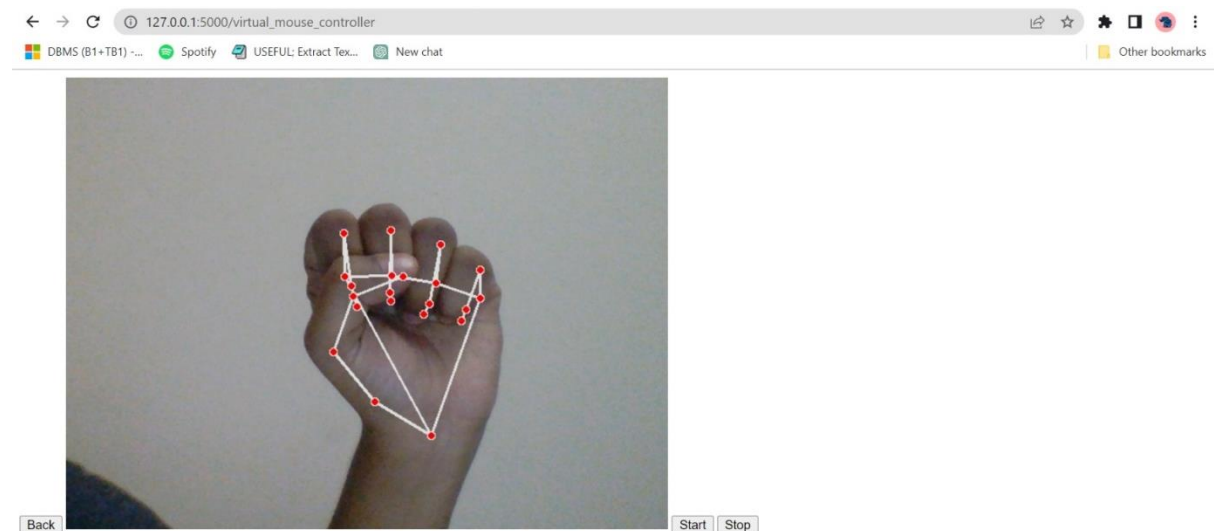 127.0.0.1:5000/virtual_mouse_controller
DBMS (B1+TB1) -... Spotify USEFUL; Extract Tex... New chat Other bookmarks
Back Start Stop